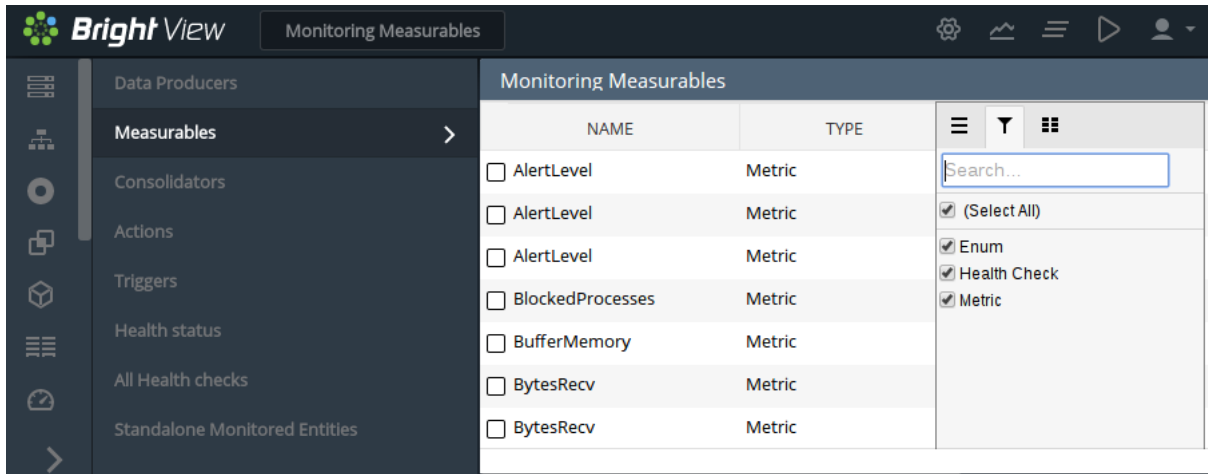 Bright View
Monitoring Measurables
Data Producers
Measurables
Consolidators
Actions
Triggers
Health status
All Health checks
Standalone Monitored Entities
Monitoring Measurables
NAME TYPE
AlertLevel Metric
AlertLevel Metric
AlertLevel Metric
BlockedProcesses Metric
BufferMemory Metric
BytesRecv Metric
BytesRecv Metric
Search...
(Select All)
Enum
Health Check
Metric